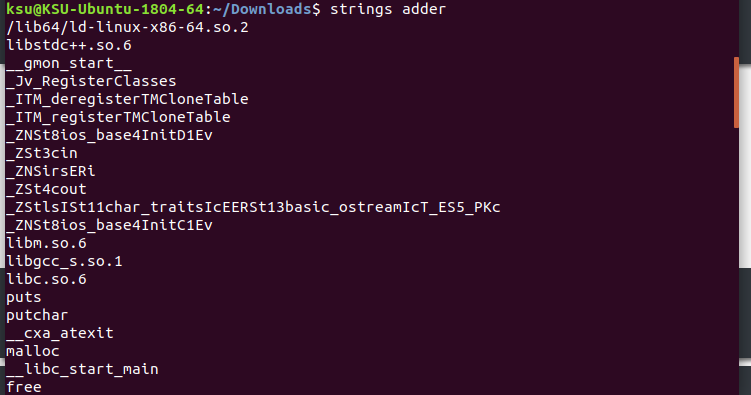 ksu@KSU-Ubuntu-1804-64:~/Downloads$ strings adder
/lib64/ld-linux-x86-64.so.2
libstdc++.so.6
__gmon_start__
_Jv_RegisterClasses
_ITM_deregisterTMCloneTable
_ITM_registerTMCloneTable
_ZNSt8ios_base4InitD1Ev
_ZSt3cin
_ZNSirsERi
_ZSt4cout
_ZStlsISt11char_traitsIcEERSt13basic_ostreamIcT_ES5_PKc
_ZNSt8ios_base4InitC1Ev
libm.so.6
libgcc_s.so.1
libc.so.6
puts
putchar
__cxa_atexit
malloc
__libc_start_main
free